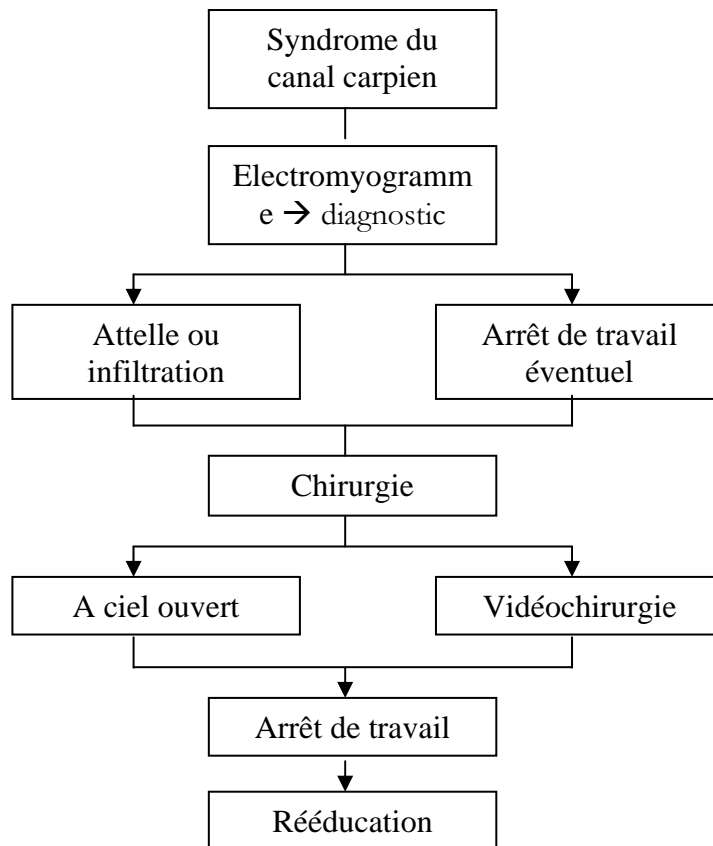 Syndrome du
canal carpien
Electromyogramm
e → diagnostic
Attelle ou
infiltration
Arrêt de travail
éventuel
Chirurgie
A ciel ouvert
Vidéochirurgie
Arrêt de travail
Rééducation